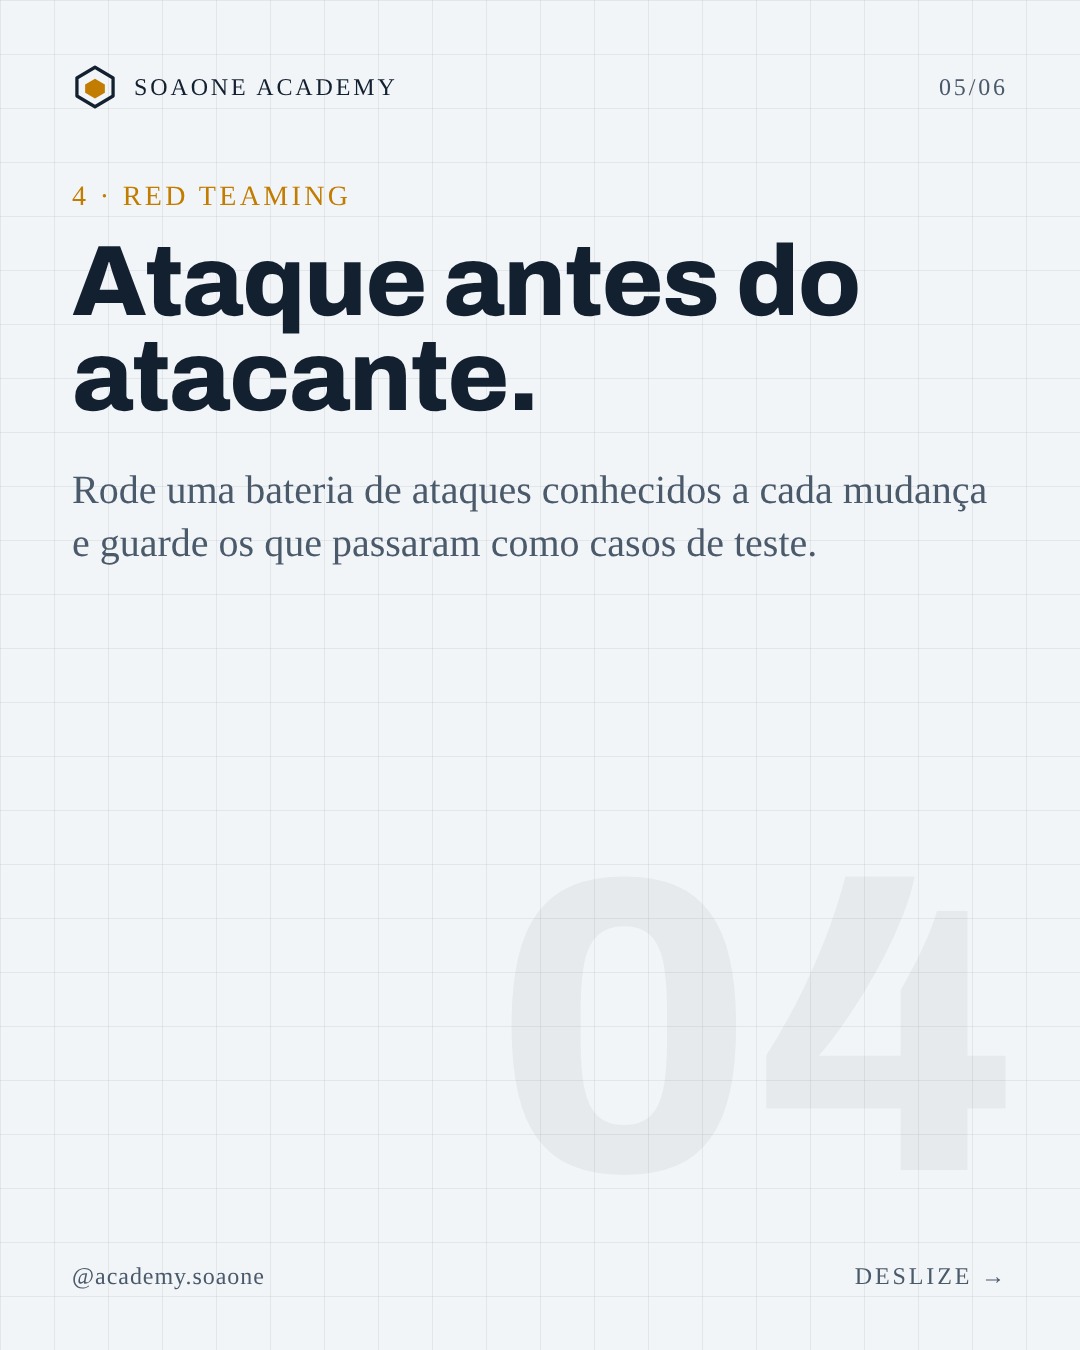 SOAONE ACADEMY
05/06
4 · RED TEAMING
Ataque antes do
atacante.
Rode uma bateria de ataques conhecidos a cada mudança
e guarde os que passaram como casos de teste.
04
@academy.soaone
DESLIZE →